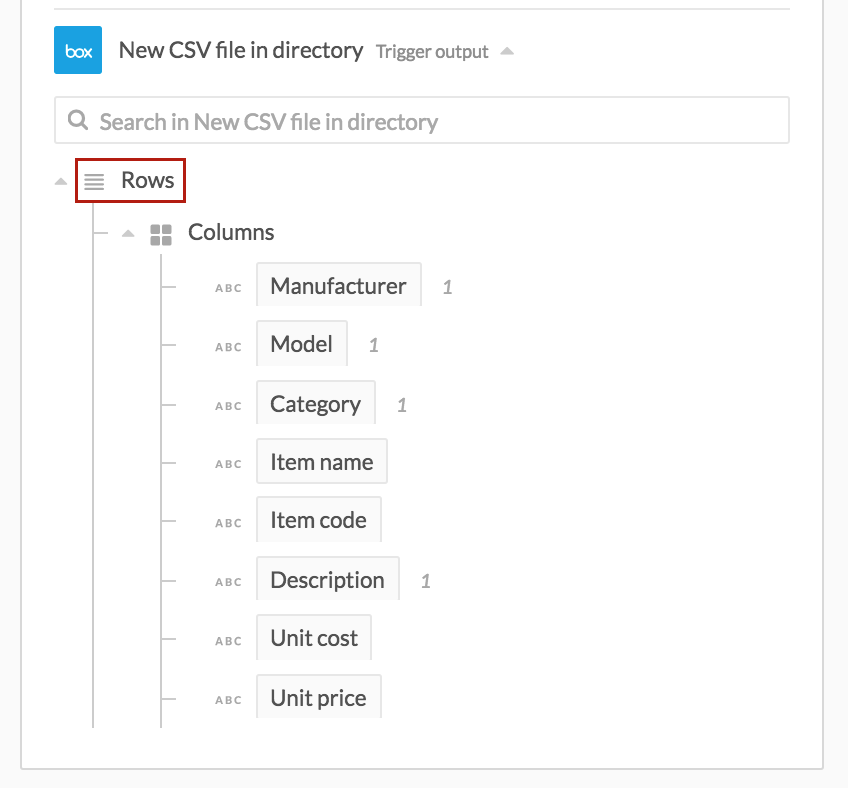 box New CSV file in directory Trigger output
Search in New CSV file in directory
Rows
Columns
ABC Manufacturer 1
ABC Model 1
ABC Category 1
ABC Item name
ABC Item code
ABC Description 1
ABC Unit cost
ABC Unit price